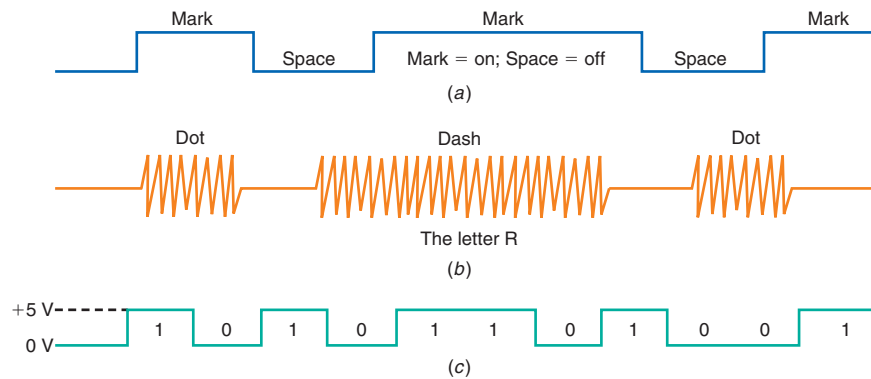 Mark Mark Mark
Space Mark = on; Space = off Space
(a)
Dot Dash Dot
The letter R
(b)
+5 V
1 0 1 0 1 1 0 1 0 0 1
0 V
(c)